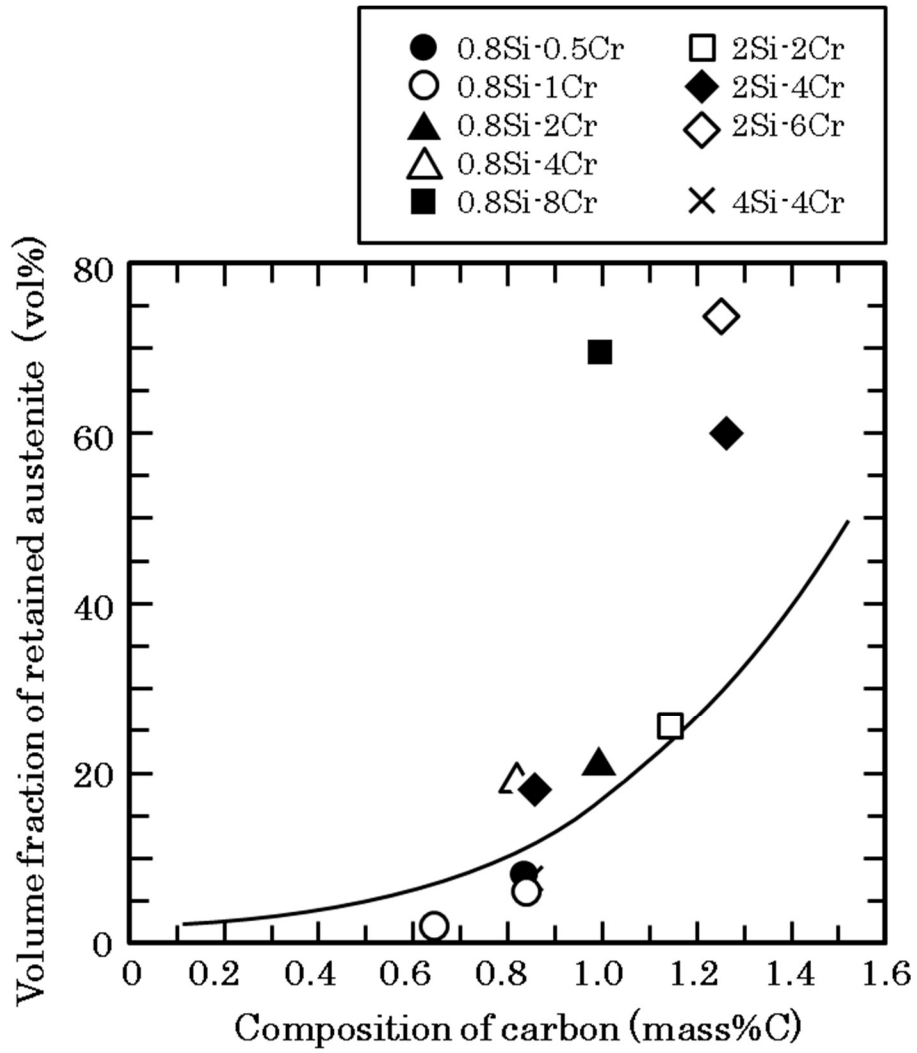 0.8Si-0.5Cr
0.8Si-1Cr
0.8Si-2Cr
0.8Si-4Cr
0.8Si-8Cr
2Si-2Cr
2Si-4Cr
2Si-6Cr
4Si-4Cr
Volume fraction of retained austenite (vol%)
80
60
40
20
0
0 0.2 0.4 0.6 0.8 1.0 1.2 1.4 1.6
Composition of carbon (mass%C)